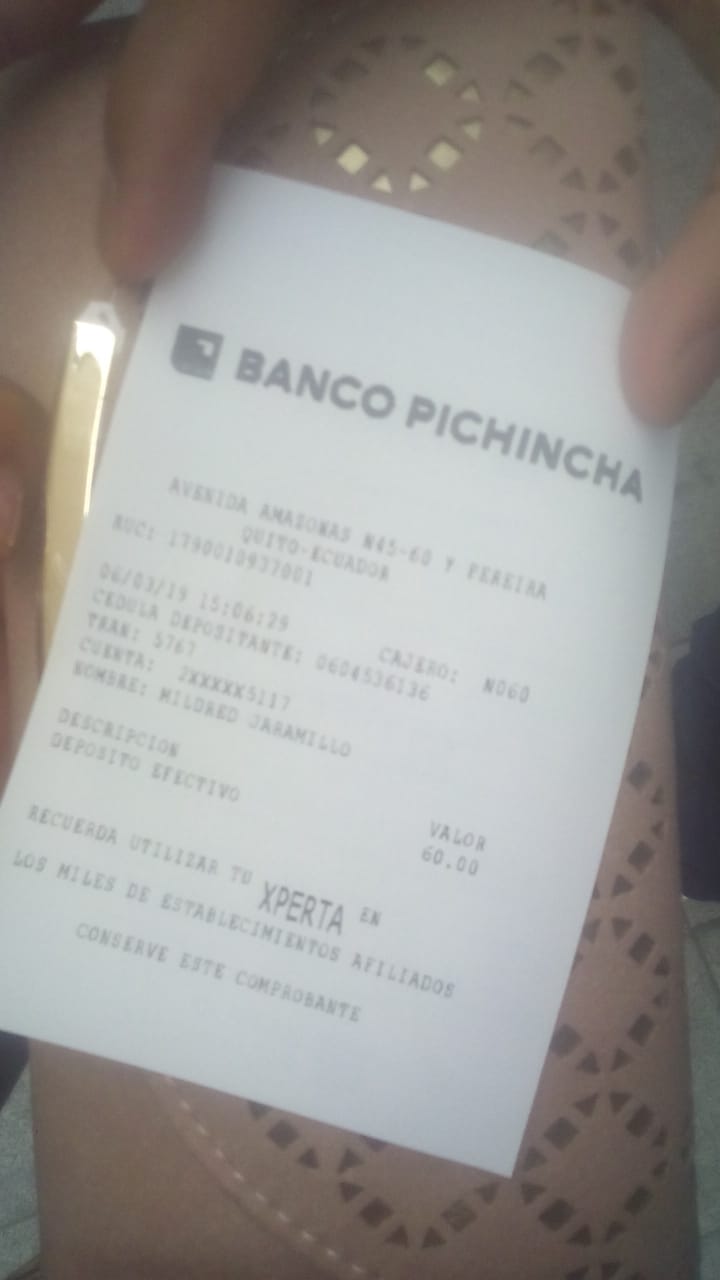 BANCO PICHINCHA
AVENIDA AMAZONAS N45-60 Y PEREIRA
QUITO-ECUADOR
RUC: 1790010937001
06/03/19 15:06:29 CAJERO: N060
CEDULA DEPOSITANTE: 0604536136
TRAN: 5767
CUENTA: 2XXXXX5117
NOMBRE: MILDRED JARAMILLO
DESCRIPCION VALOR
DEPOSITO EFECTIVO 60.00
RECUERDA UTILIZAR TU XPERTA EN
LOS MILES DE ESTABLECIMIENTOS AFILIADOS
CONSERVE ESTE COMPROBANTE